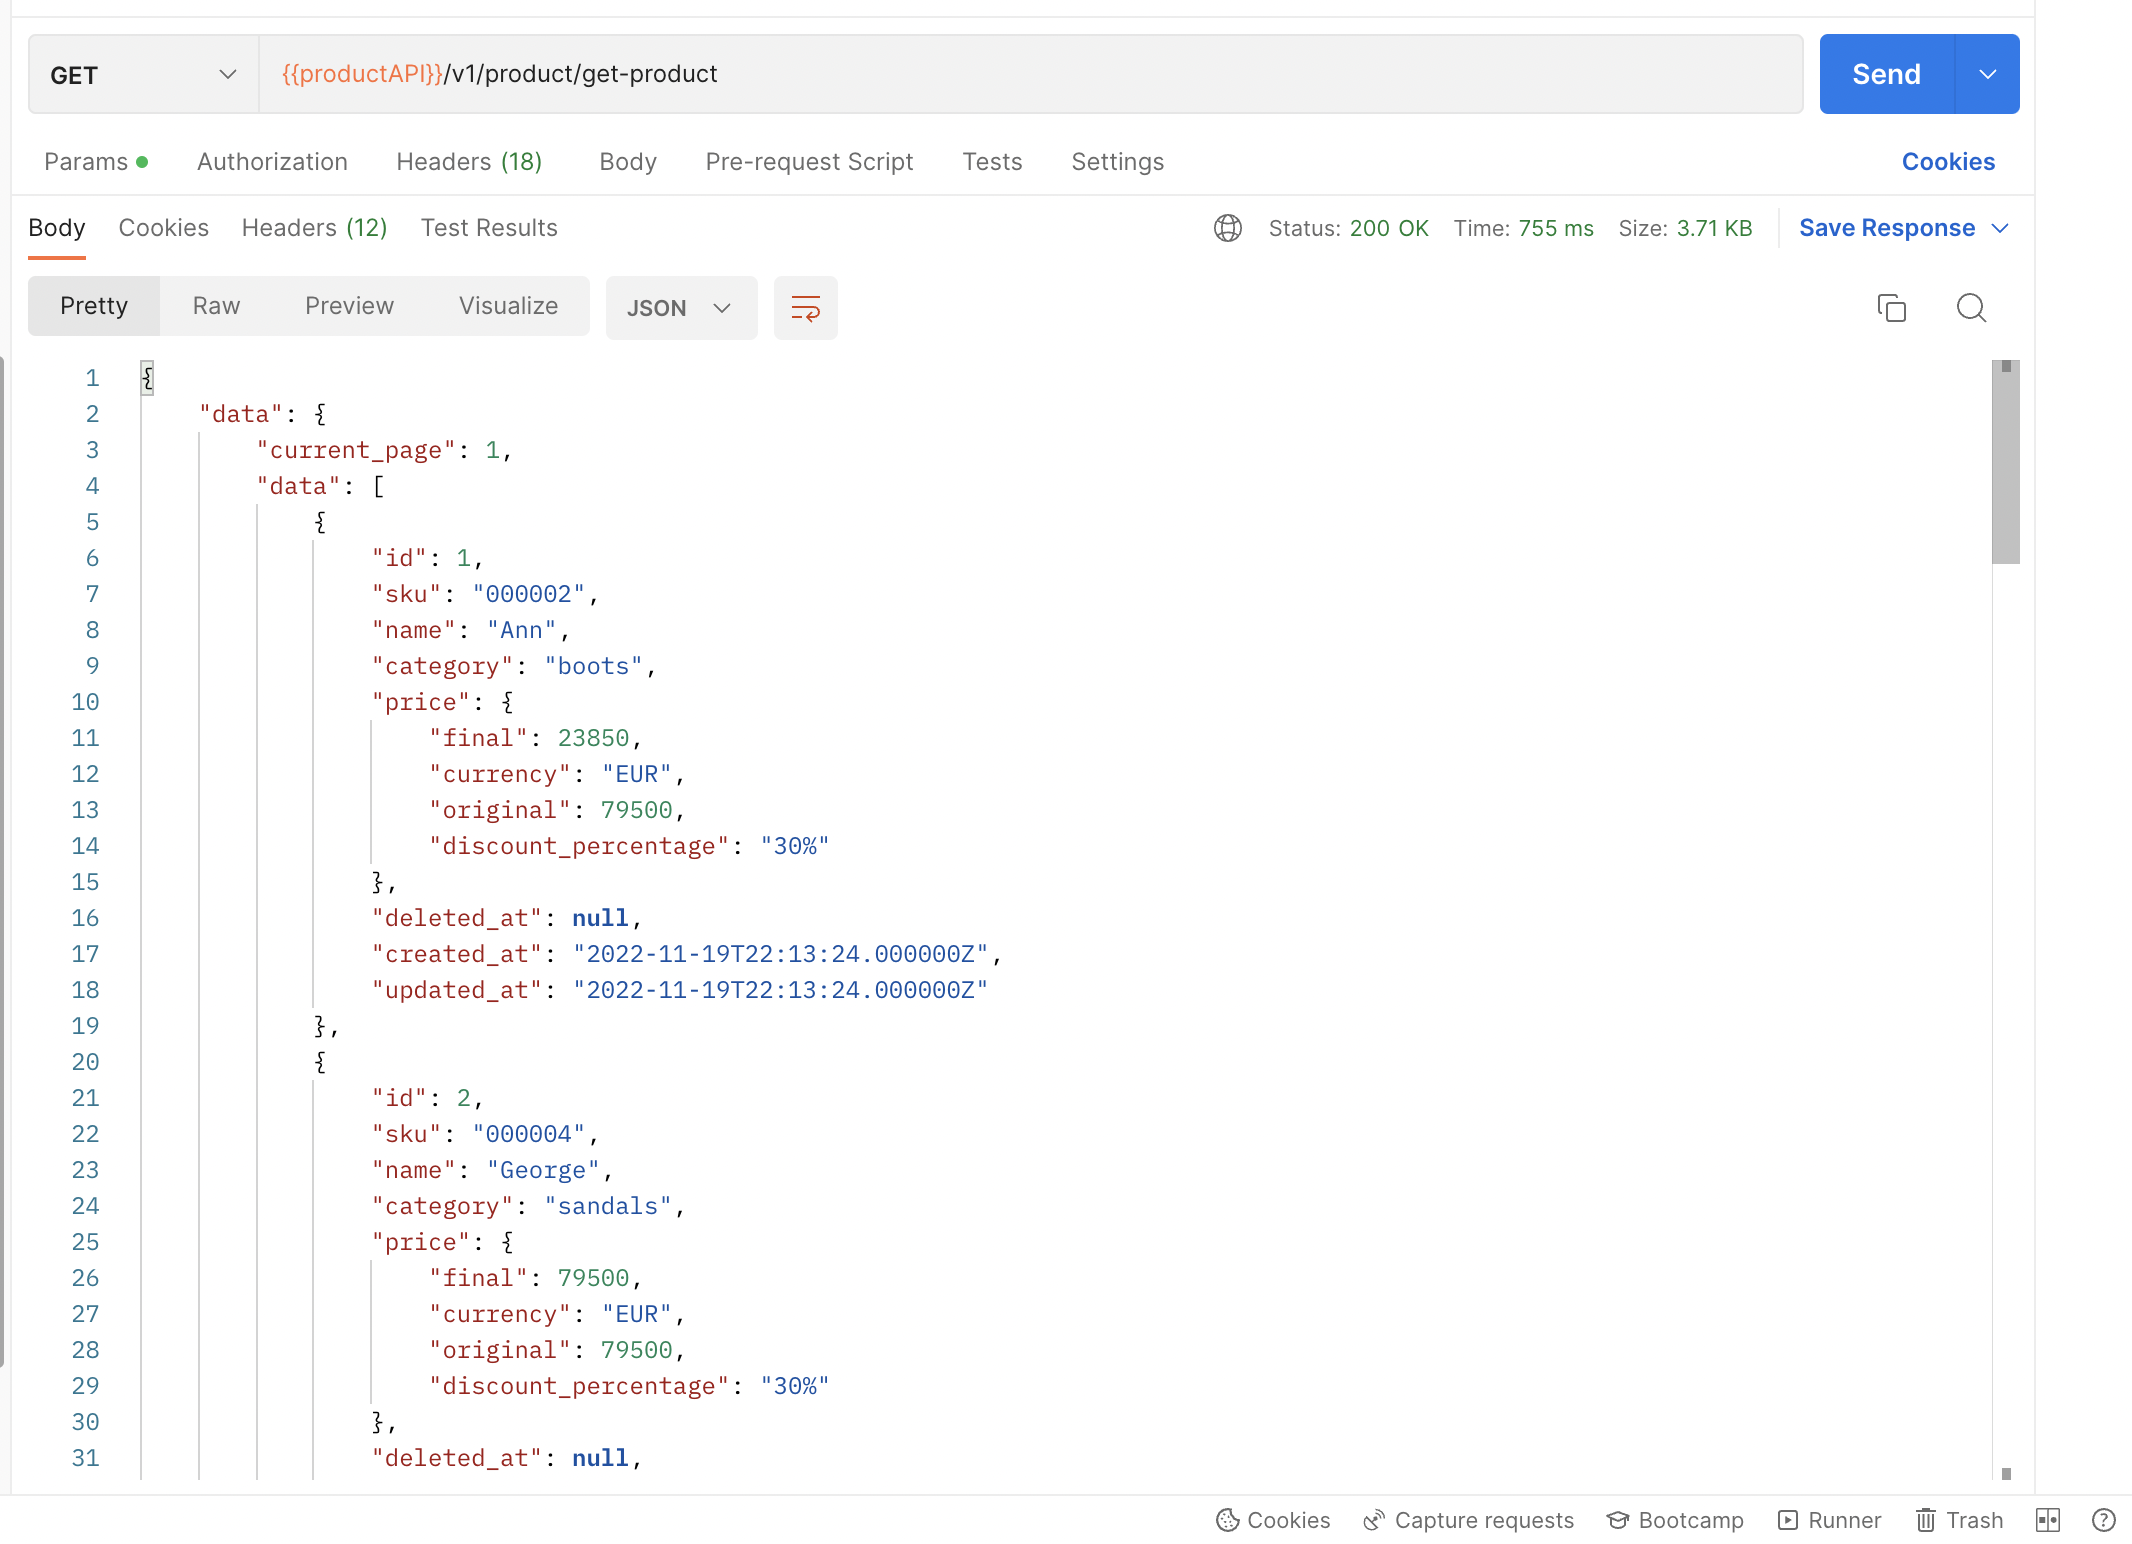 GET {{productAPI}}/v1/product/get-product Send
Params Authorization Headers (18) Body Pre-request Script Tests Settings Cookies
Body Cookies Headers (12) Test Results Status: 200 OK Time: 755 ms Size: 3.71 KB Save Response
Pretty Raw Preview Visualize JSON
1 {
2 "data": {
3 "current_page": 1,
4 "data": [
5 {
6 "id": 1,
7 "sku": "000002",
8 "name": "Ann",
9 "category": "boots",
10 "price": {
11 "final": 23850,
12 "currency": "EUR",
13 "original": 79500,
14 "discount_percentage": "30%"
15 },
16 "deleted_at": null,
17 "created_at": "2022-11-19T22:13:24.000000Z",
18 "updated_at": "2022-11-19T22:13:24.000000Z"
19 },
20 {
21 "id": 2,
22 "sku": "000004",
23 "name": "George",
24 "category": "sandals",
25 "price": {
26 "final": 79500,
27 "currency": "EUR",
28 "original": 79500,
29 "discount_percentage": "30%"
30 },
31 "deleted_at": null,
Cookies Capture requests Bootcamp Runner Trash